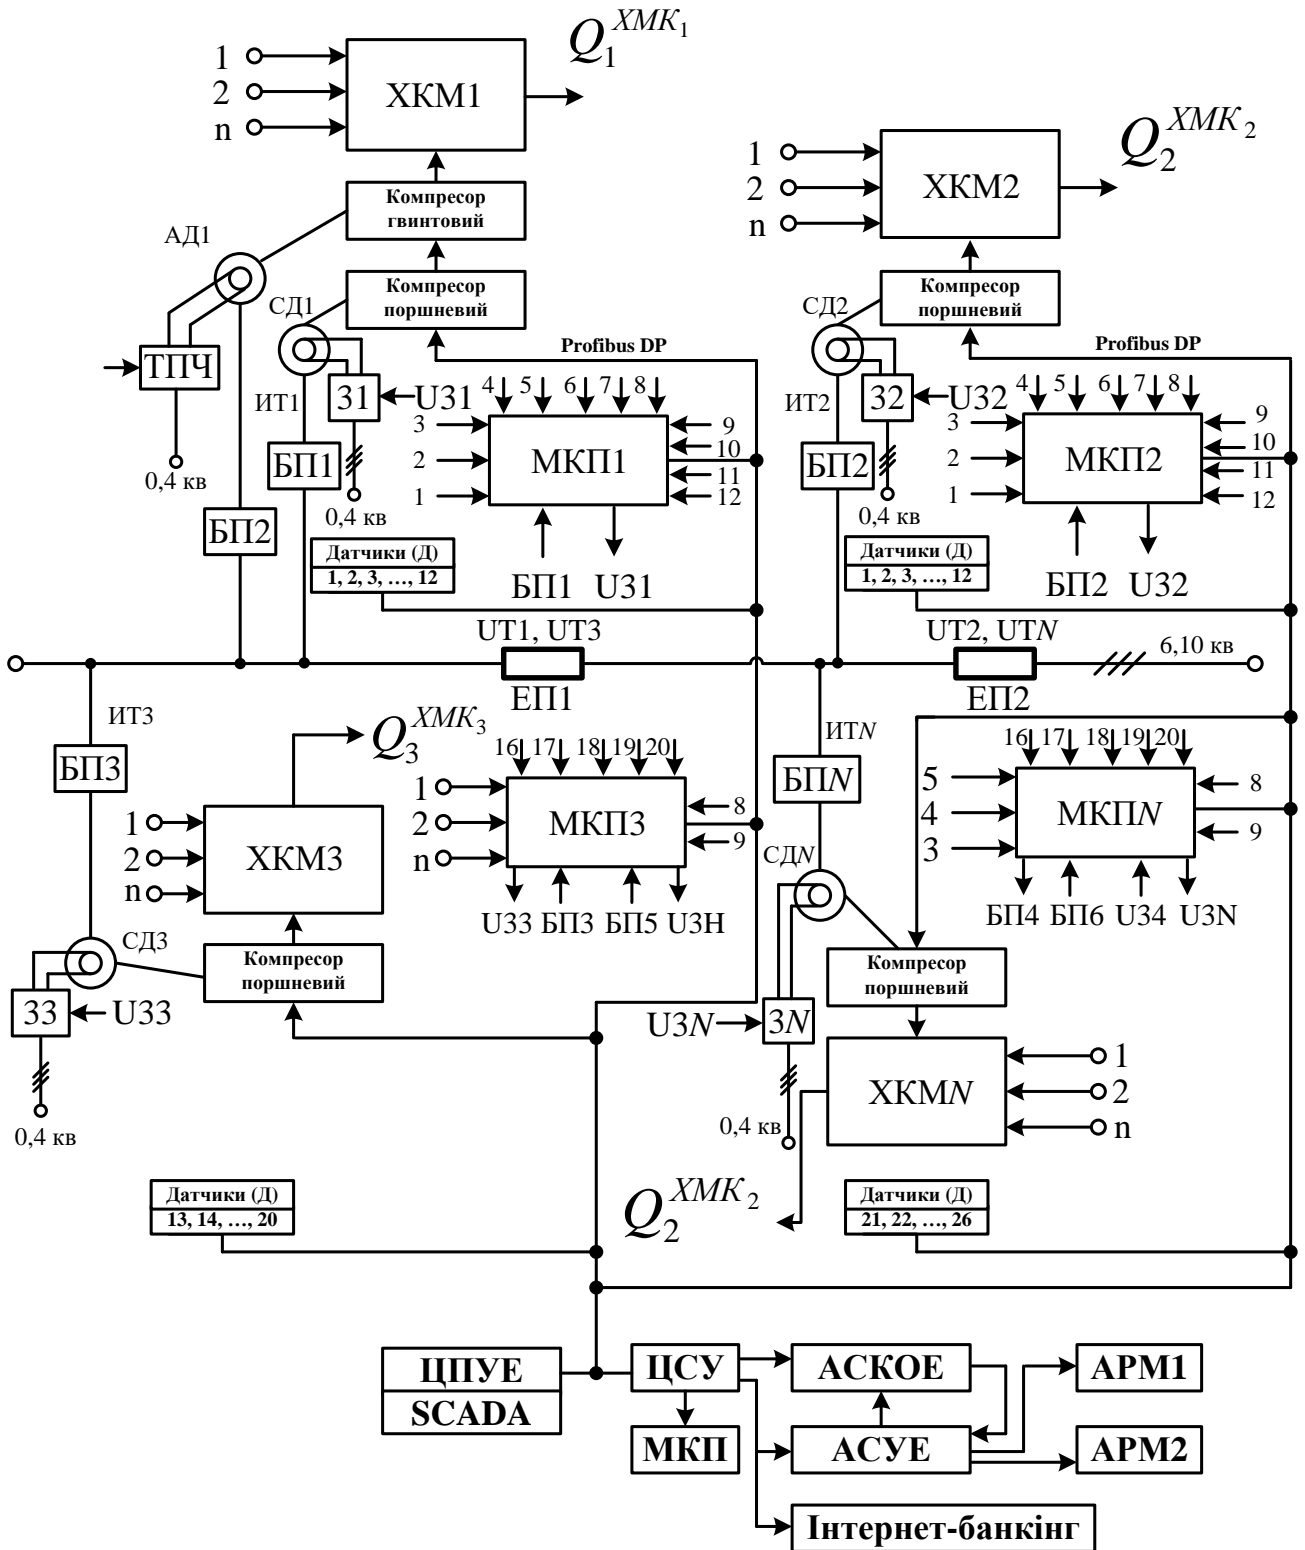 Q₁^ХМК₁
1
2
n
ХКМ1
Q₂^ХМК₂
1
2
n
ХКМ2
Компресор
гвинтовий
АД1
Компресор
поршневий
СД1
Компресор
поршневий
СД2
Profibus DP
Profibus DP
ТПЧ
ИТ1
31
U31
4 5 6 7 8
3
2
1
МКП1
9
10
11
12
ИТ2
32
U32
4 5 6 7 8
3
2
1
МКП2
9
10
11
12
БП1
БП2
0,4 кв
0,4 кв
0,4 кв
БП2
Датчики (Д)
1, 2, 3, ..., 12
БП1 U31
Датчики (Д)
1, 2, 3, ..., 12
БП2 U32
UT1, UT3
ЕП1
UT2, UTN
ЕП2
6,10 кв
ИТ3
БП3
Q₃^ХМК₃
16 17 18 19 20
1
2
n
МКП3
8
9
ИТN
БПN
16 17 18 19 20
5
4
3
МКПN
8
9
1
2
n
ХКМ3
СДN
U33 БП3 БП5 U3Н
БП4 БП6 U34 U3N
СД3
Компресор
поршневий
Компресор
поршневий
33
U33
U3N
3N
0,4 кв
ХКМN
1
2
n
0,4 кв
Датчики (Д)
13, 14, ..., 20
Q₂^ХМК₂
Датчики (Д)
21, 22, ..., 26
ЦПУЕ
SCADA
ЦСУ
АСКОЕ
АРМ1
МКП
АСУЕ
АРМ2
Інтернет-банкінг